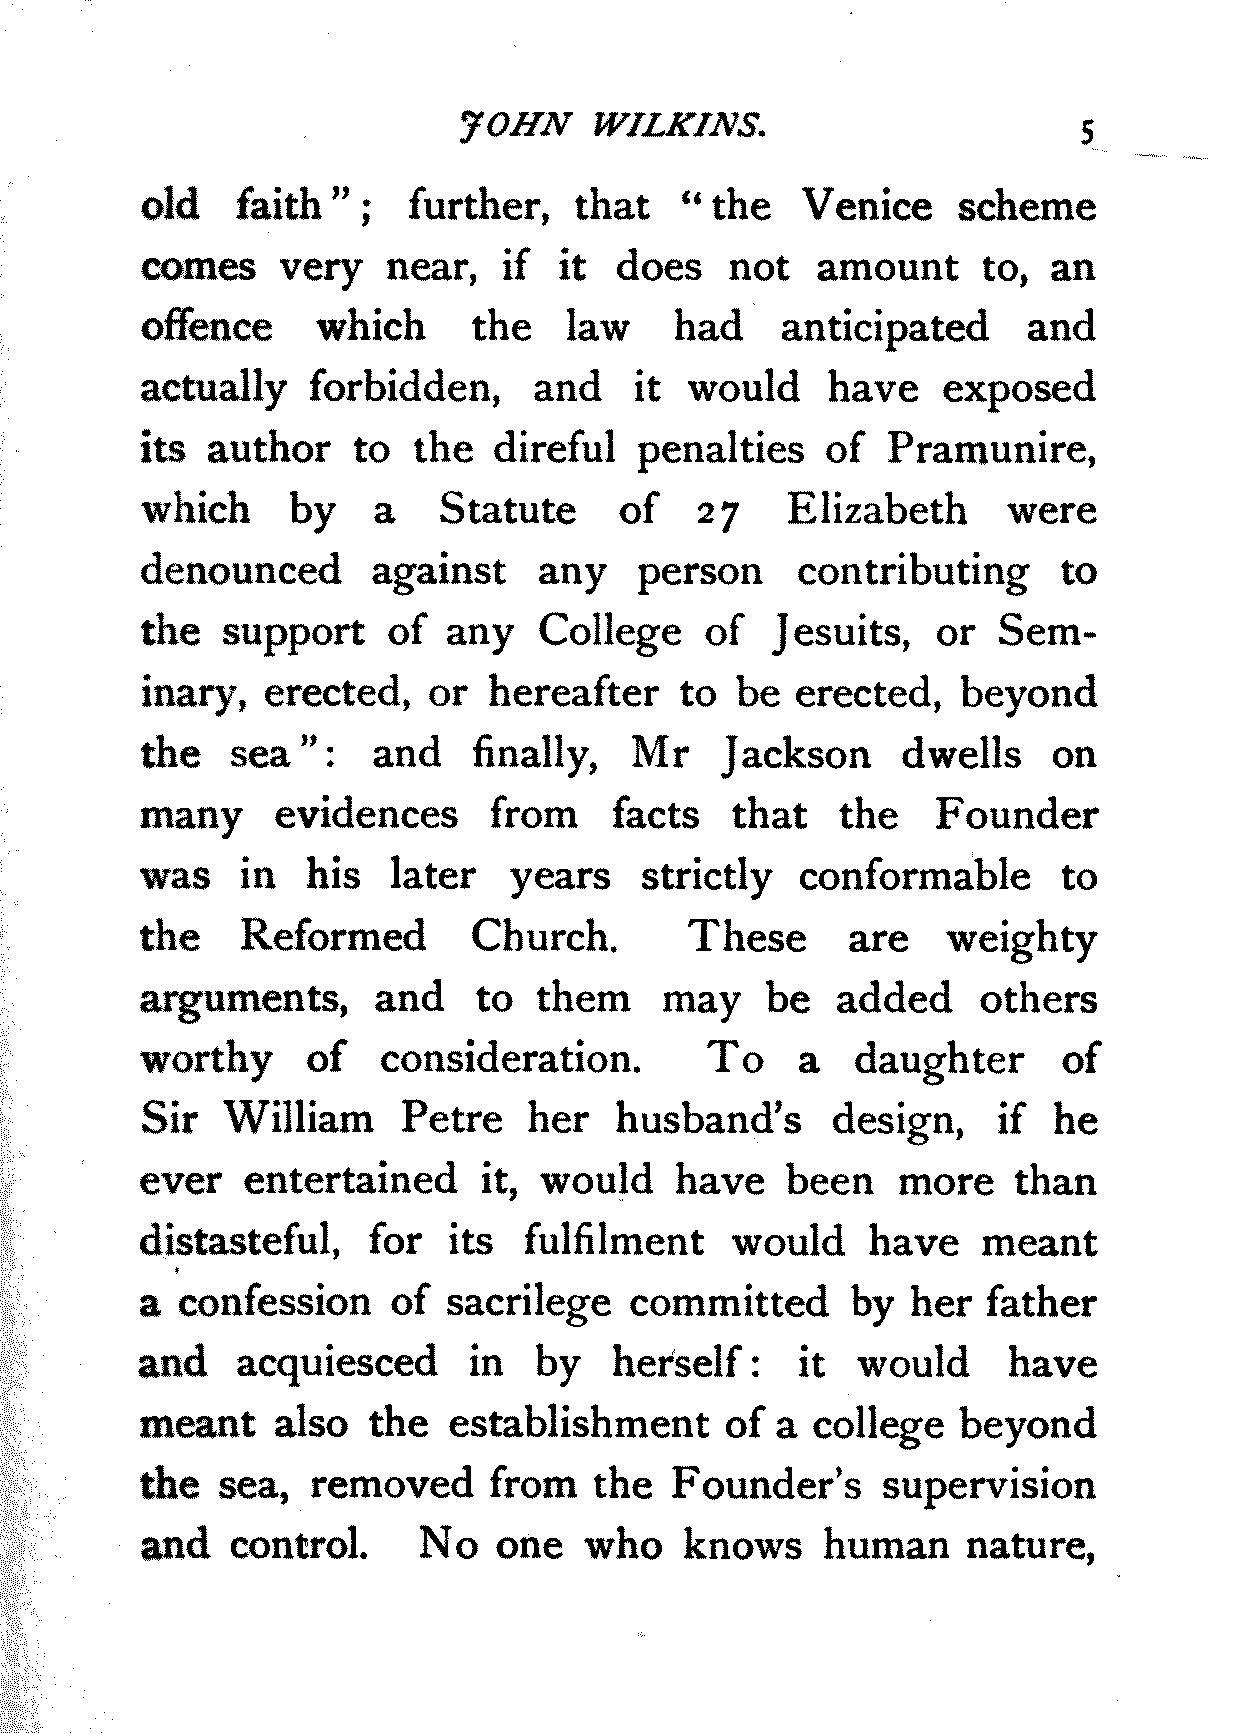 JOHN WILKINS. 5
old faith"; further, that "the Venice scheme
comes very near, if it does not amount to, an
offence which the law had anticipated and
actually forbidden, and it would have exposed
its author to the direful penalties of Pramunire,
which by a Statute of 27 Elizabeth were
denounced against any person contributing to
the support of any College of Jesuits, or Sem-
inary, erected, or hereafter to be erected, beyond
the sea": and finally, Mr Jackson dwells on
many evidences from facts that the Founder
was in his later years strictly conformable to
the Reformed Church. These are weighty
arguments, and to them may be added others
worthy of consideration. To a daughter of
Sir William Petre her husband's design, if he
ever entertained it, would have been more than
distasteful, for its fulfilment would have meant
a confession of sacrilege committed by her father
and acquiesced in by herself: it would have
meant also the establishment of a college beyond
the sea, removed from the Founder's supervision
and control. No one who knows human nature,